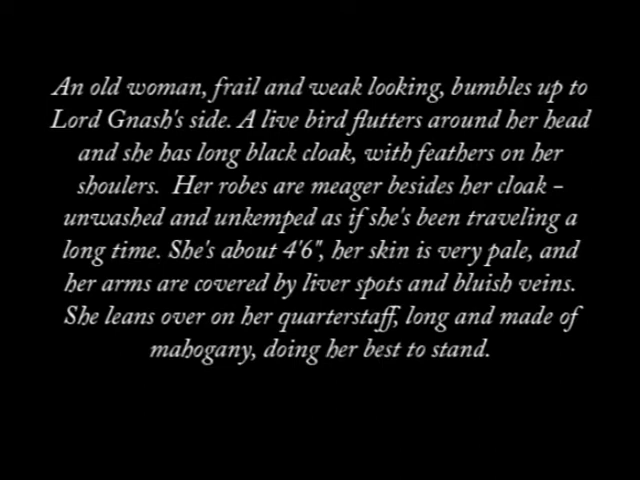 An old woman, frail and weak looking, bumbles up to
Lord Gnash's side. A live bird flutters around her head
and she has long black cloak, with feathers on her
shoulers.  Her robes are meager besides her cloak -
unwashed and unkemped as if she's been traveling a
long time. She's about 4'6", her skin is very pale, and
her arms are covered by liver spots and bluish veins.
She leans over on her quarterstaff, long and made of
mahogany, doing her best to stand.